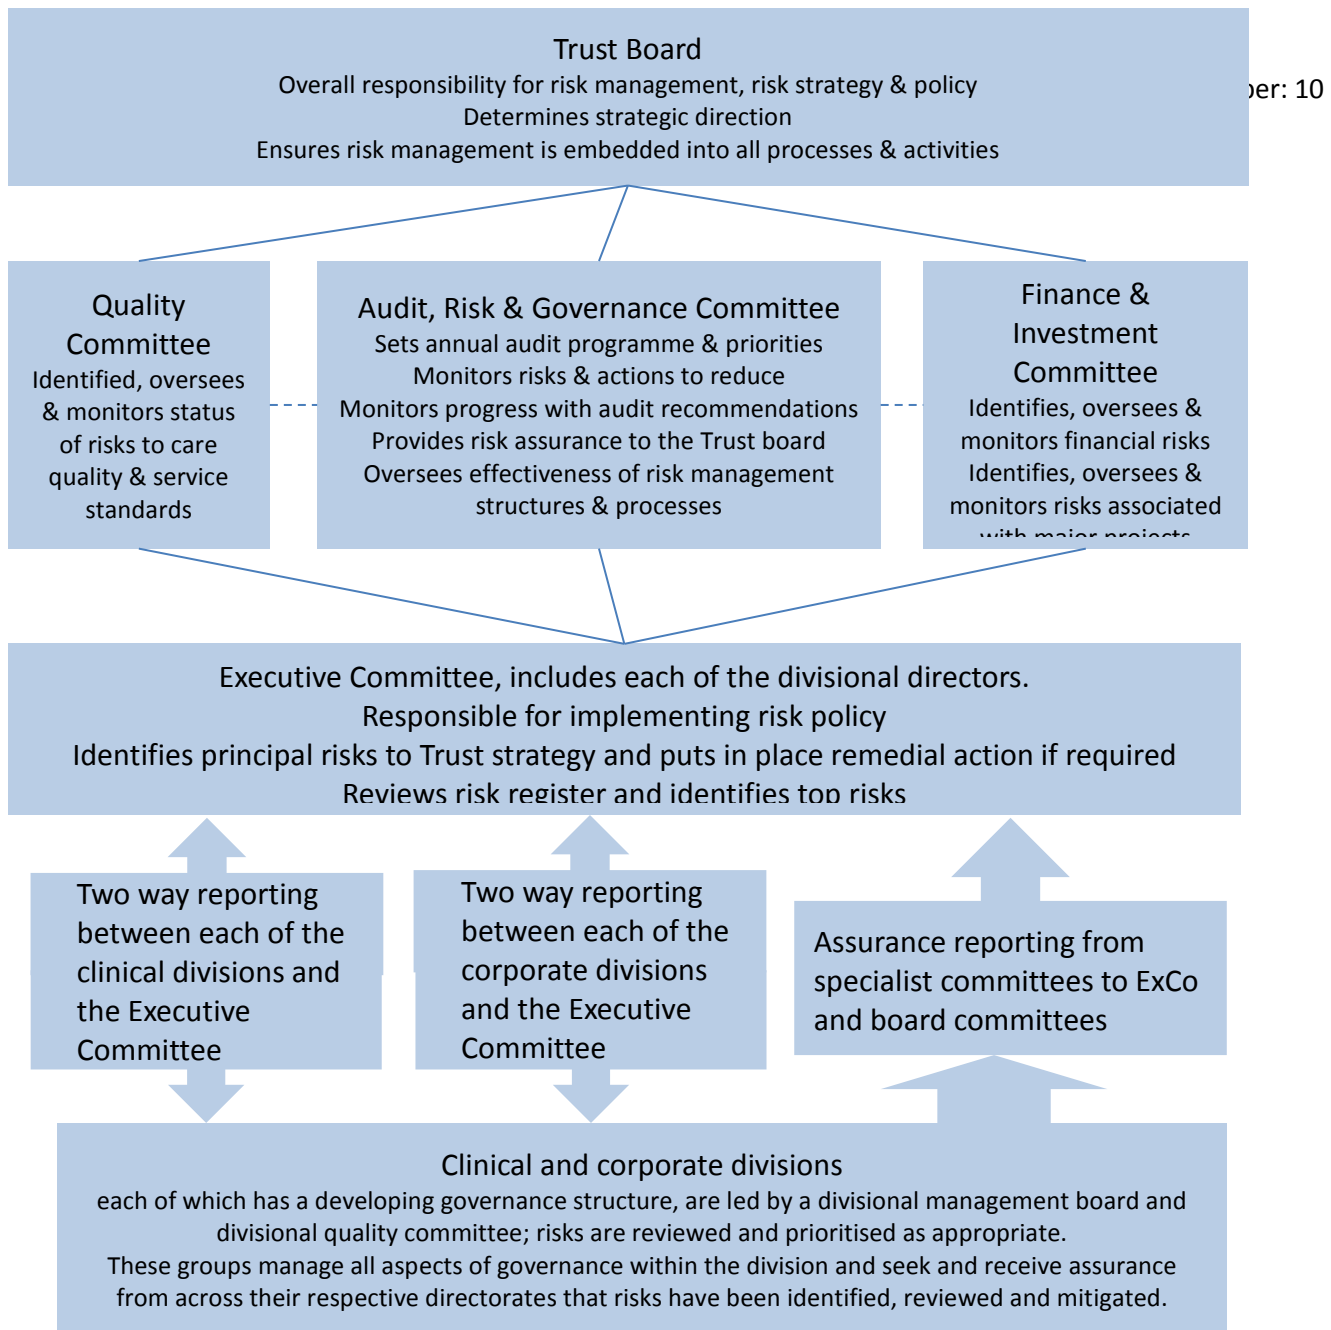 Trust Board
Overall responsibility for risk management, risk strategy & policy
Determines strategic direction
Ensures risk management is embedded into all processes & activities
: 10
Quality
Committee
Identified, oversees
& monitors status
of risks to care
quality & service
standards
Audit, Risk & Governance Committee
Sets annual audit programme & priorities
Monitors risks & actions to reduce
Monitors progress with audit recommendations
Provides risk assurance to the Trust board
Oversees effectiveness of risk management
structures & processes
Finance &
Investment
Committee
Identifies, oversees &
monitors financial risks
Identifies, oversees &
monitors risks associated
with major projects
Executive Committee, includes each of the divisional directors.
Responsible for implementing risk policy
Identifies principal risks to Trust strategy and puts in place remedial action if required
Reviews risk register and identifies top risks
Two way reporting
between each of the
clinical divisions and
the Executive
Committee
Two way reporting
between each of the
corporate divisions
and the Executive
Committee
Assurance reporting from
specialist committees to ExCo
and board committees
Clinical and corporate divisions
each of which has a developing governance structure, are led by a divisional management board and
divisional quality committee; risks are reviewed and prioritised as appropriate.
These groups manage all aspects of governance within the division and seek and receive assurance
from across their respective directorates that risks have been identified, reviewed and mitigated.